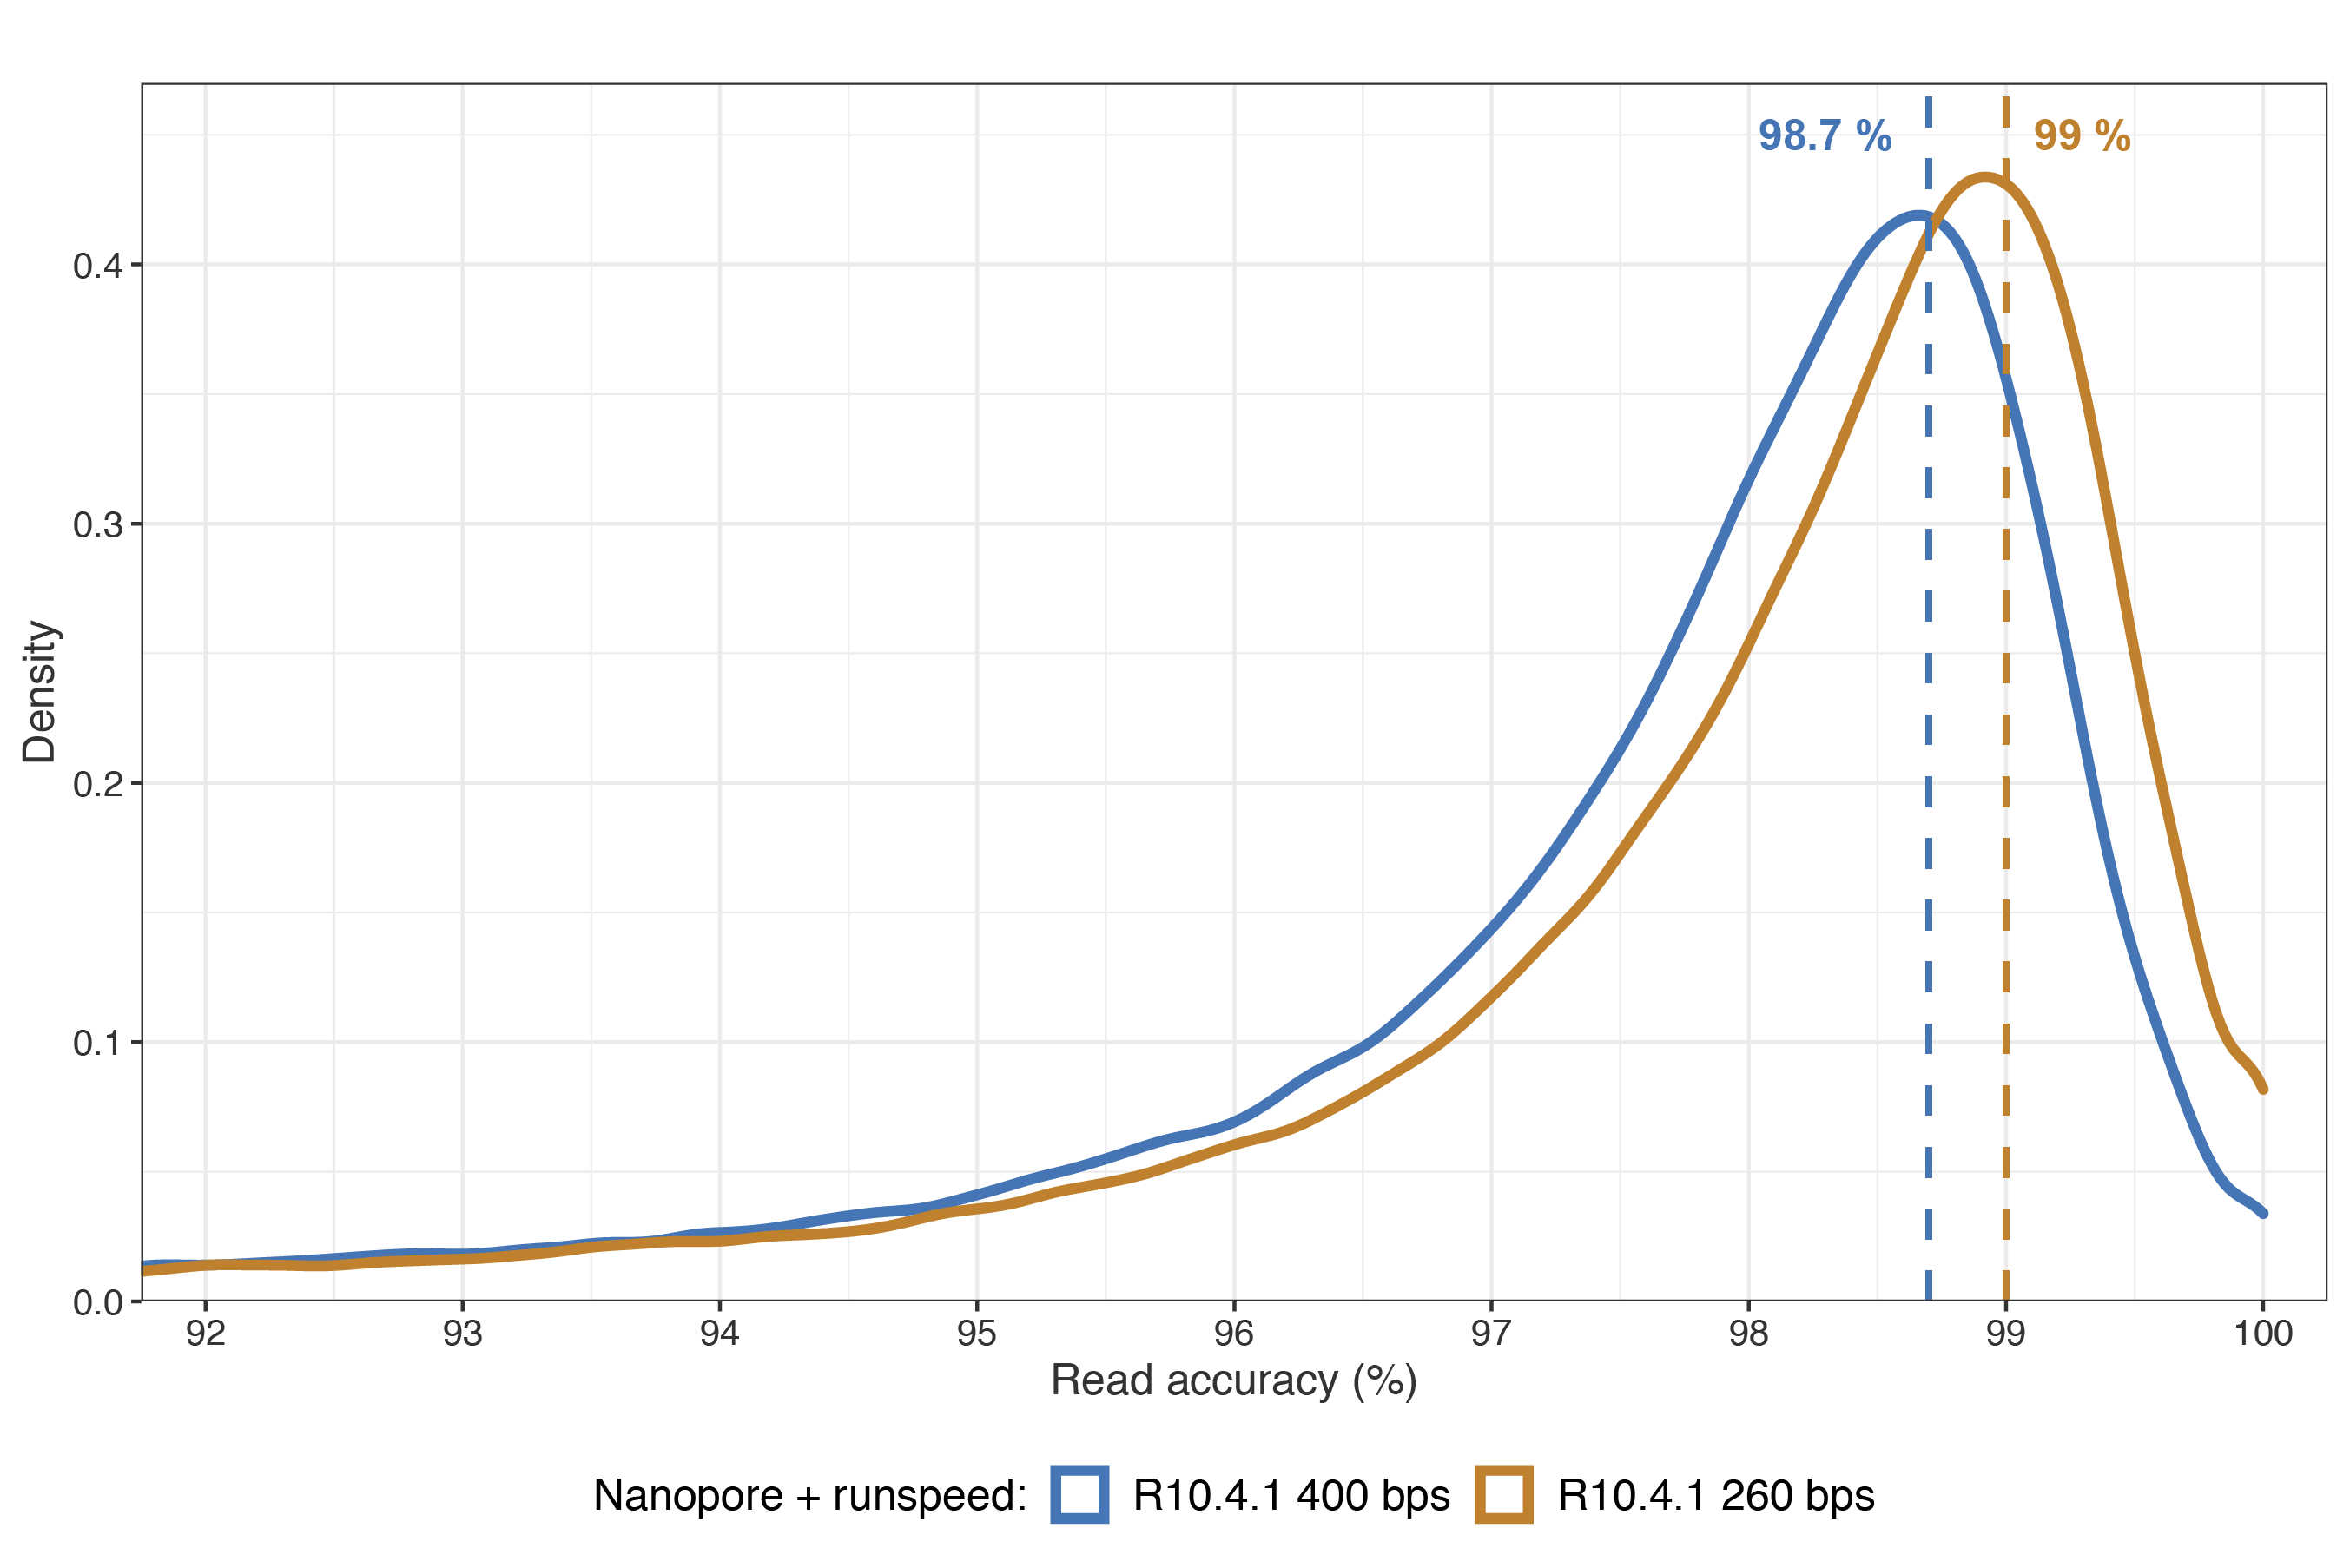 98.7 %
99 %
0.4
0.3
0.2
0.1
0.0
Density
92 93 94 95 96 97 98 99 100
Read accuracy (%)
Nanopore + runspeed: R10.4.1 400 bps R10.4.1 260 bps